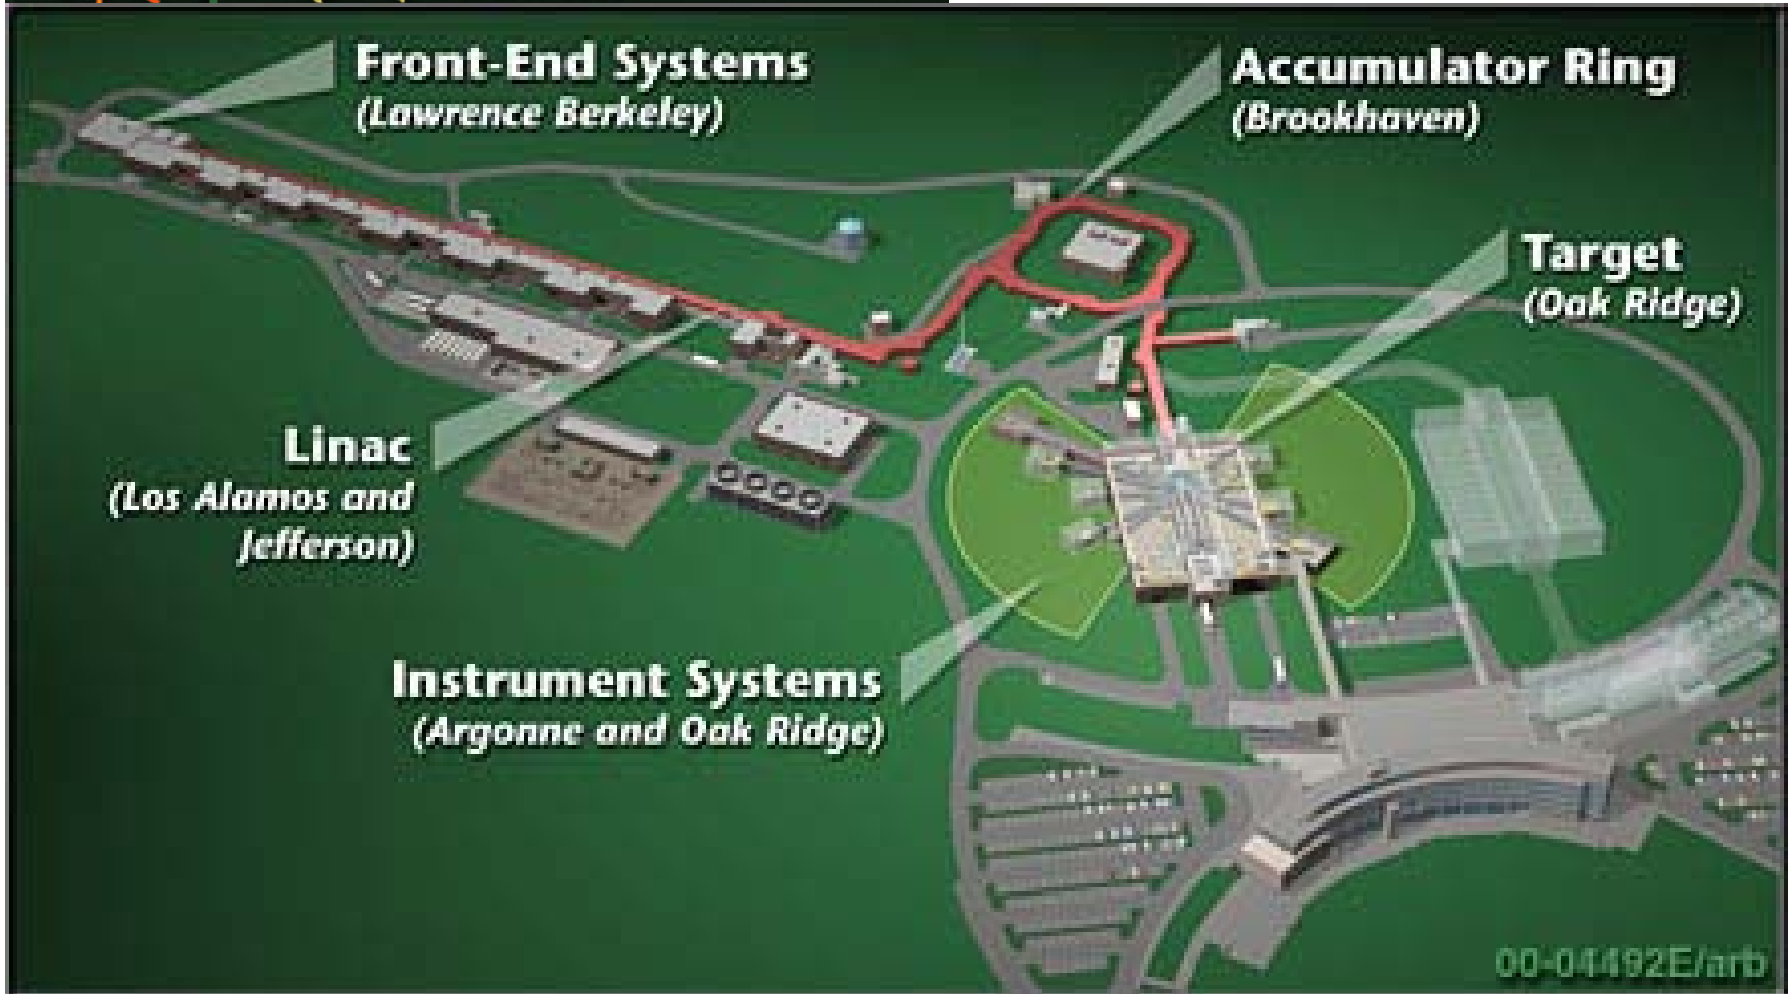 Front-End Systems
(Lawrence Berkeley)
Accumulator Ring
(Brookhaven)
Target
(Oak Ridge)
Linac
(Los Alamos and
Jefferson)
Instrument Systems
(Argonne and Oak Ridge)
00-04492E/arb